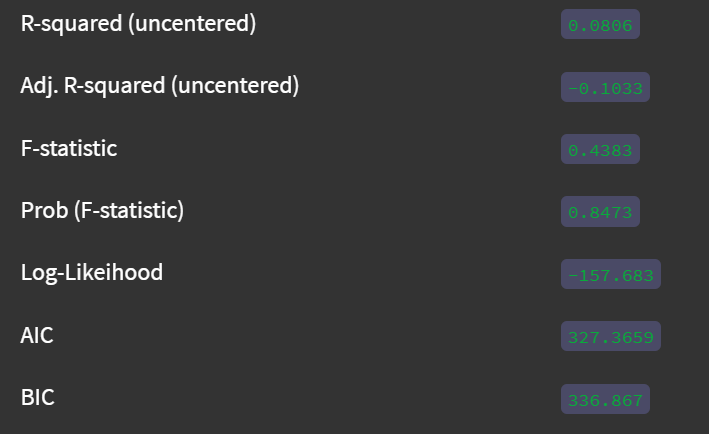 R-squared (uncentered) 0.0806
Adj. R-squared (uncentered) −0.1033
F-statistic 0.4383
Prob (F-statistic) 0.8473
Log-Likeihood −157.683
AIC 327.3659
BIC 336.867